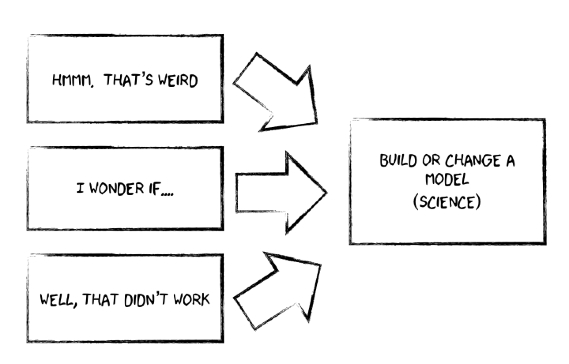 HMMM, THAT'S WEIRD
I WONDER IF....
WELL, THAT DIDN'T WORK
BUILD OR CHANGE A
MODEL
(SCIENCE)